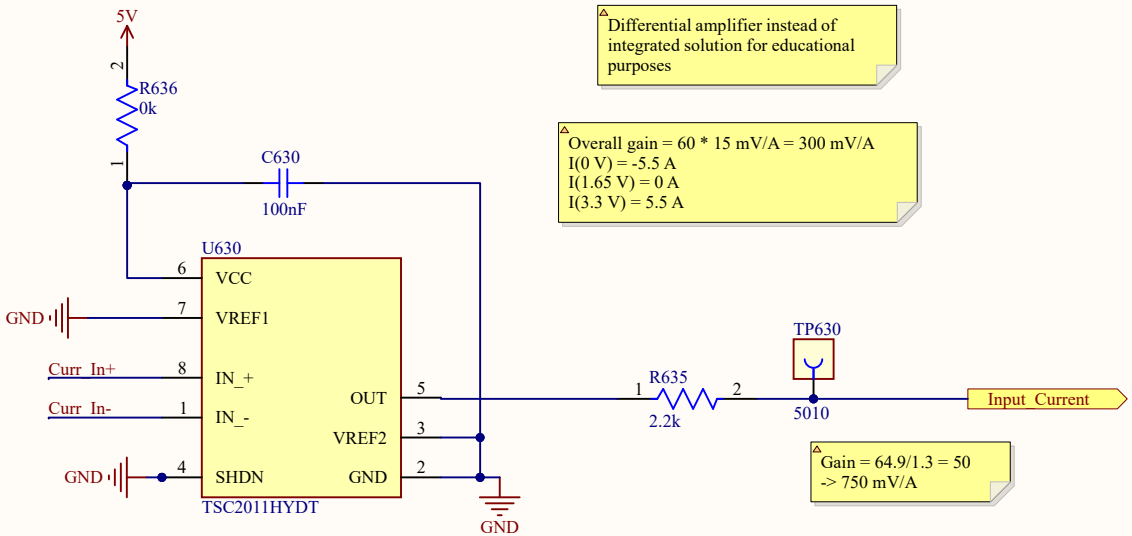 5V
2
R636
0k
1
C630
100nF
Differential amplifier instead of
integrated solution for educational
purposes
Overall gain = 60 * 15 mV/A = 300 mV/A
I(0 V) = -5.5 A
I(1.65 V) = 0 A
I(3.3 V) = 5.5 A
U630
6 VCC
GND 7 VREF1
Curr_In+ 8 IN_+
Curr_In- 1 IN_-
GND 4 SHDN
OUT 5
VREF2 3
GND 2
TSC2011HYDT
GND
1 R635 2
2.2k
TP630
5010
Input_Current
Gain = 64.9/1.3 = 50
-> 750 mV/A